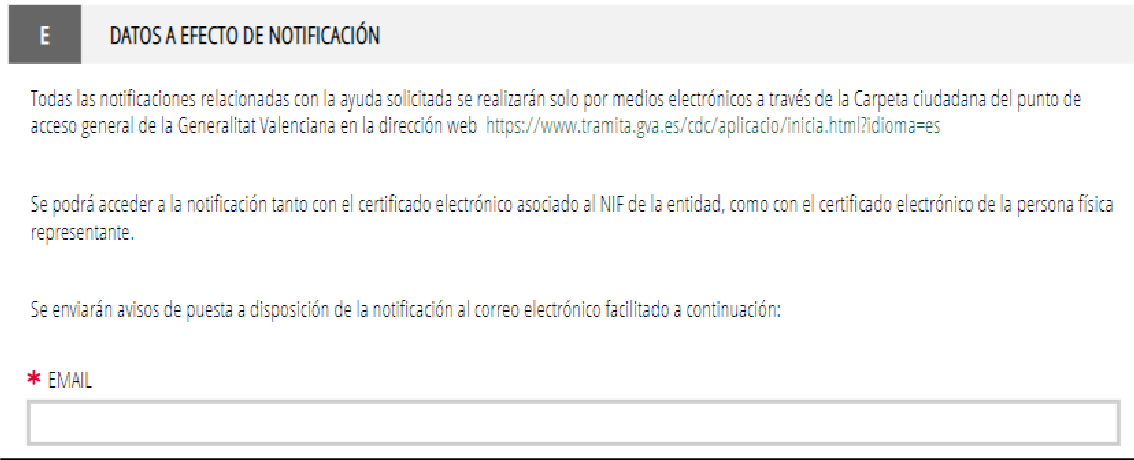 E DATOS A EFECTO DE NOTIFICACIÓN
Todas las notificaciones relacionadas con la ayuda solicitada se realizarán solo por medios electrónicos a través de la Carpeta ciudadana del punto de
acceso general de la Generalitat Valenciana en la dirección web https://www.tramita.gva.es/cdc/aplicacio/inicia.html?idioma=es
Se podrá acceder a la notificación tanto con el certificado electrónico asociado al NIF de la entidad, como con el certificado electrónico de la persona física
representante.
Se enviarán avisos de puesta a disposición de la notificación al correo electrónico facilitado a continuación:
* EMAIL